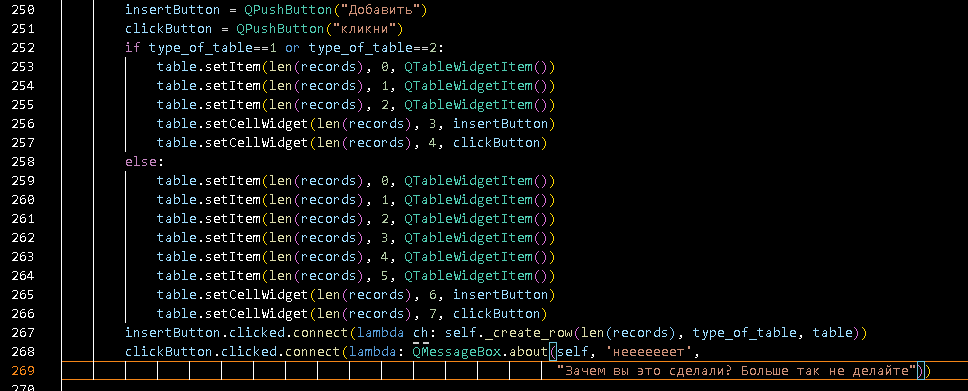 250 insertButton = QPushButton("Добавить")
251 clickButton = QPushButton("кликни")
252 if type_of_table==1 or type_of_table==2:
253 table.setItem(len(records), 0, QTableWidgetItem())
254 table.setItem(len(records), 1, QTableWidgetItem())
255 table.setItem(len(records), 2, QTableWidgetItem())
256 table.setCellWidget(len(records), 3, insertButton)
257 table.setCellWidget(len(records), 4, clickButton)
258 else:
259 table.setItem(len(records), 0, QTableWidgetItem())
260 table.setItem(len(records), 1, QTableWidgetItem())
261 table.setItem(len(records), 2, QTableWidgetItem())
262 table.setItem(len(records), 3, QTableWidgetItem())
263 table.setItem(len(records), 4, QTableWidgetItem())
264 table.setItem(len(records), 5, QTableWidgetItem())
265 table.setCellWidget(len(records), 6, insertButton)
266 table.setCellWidget(len(records), 7, clickButton)
267 insertButton.clicked.connect(lambda ch: self._create_row(len(records), type_of_table, table))
268 clickButton.clicked.connect(lambda: QMessageBox.about(self, 'неееееееет',
269 "Зачем вы это сделали? Больше так не делайте"))
270